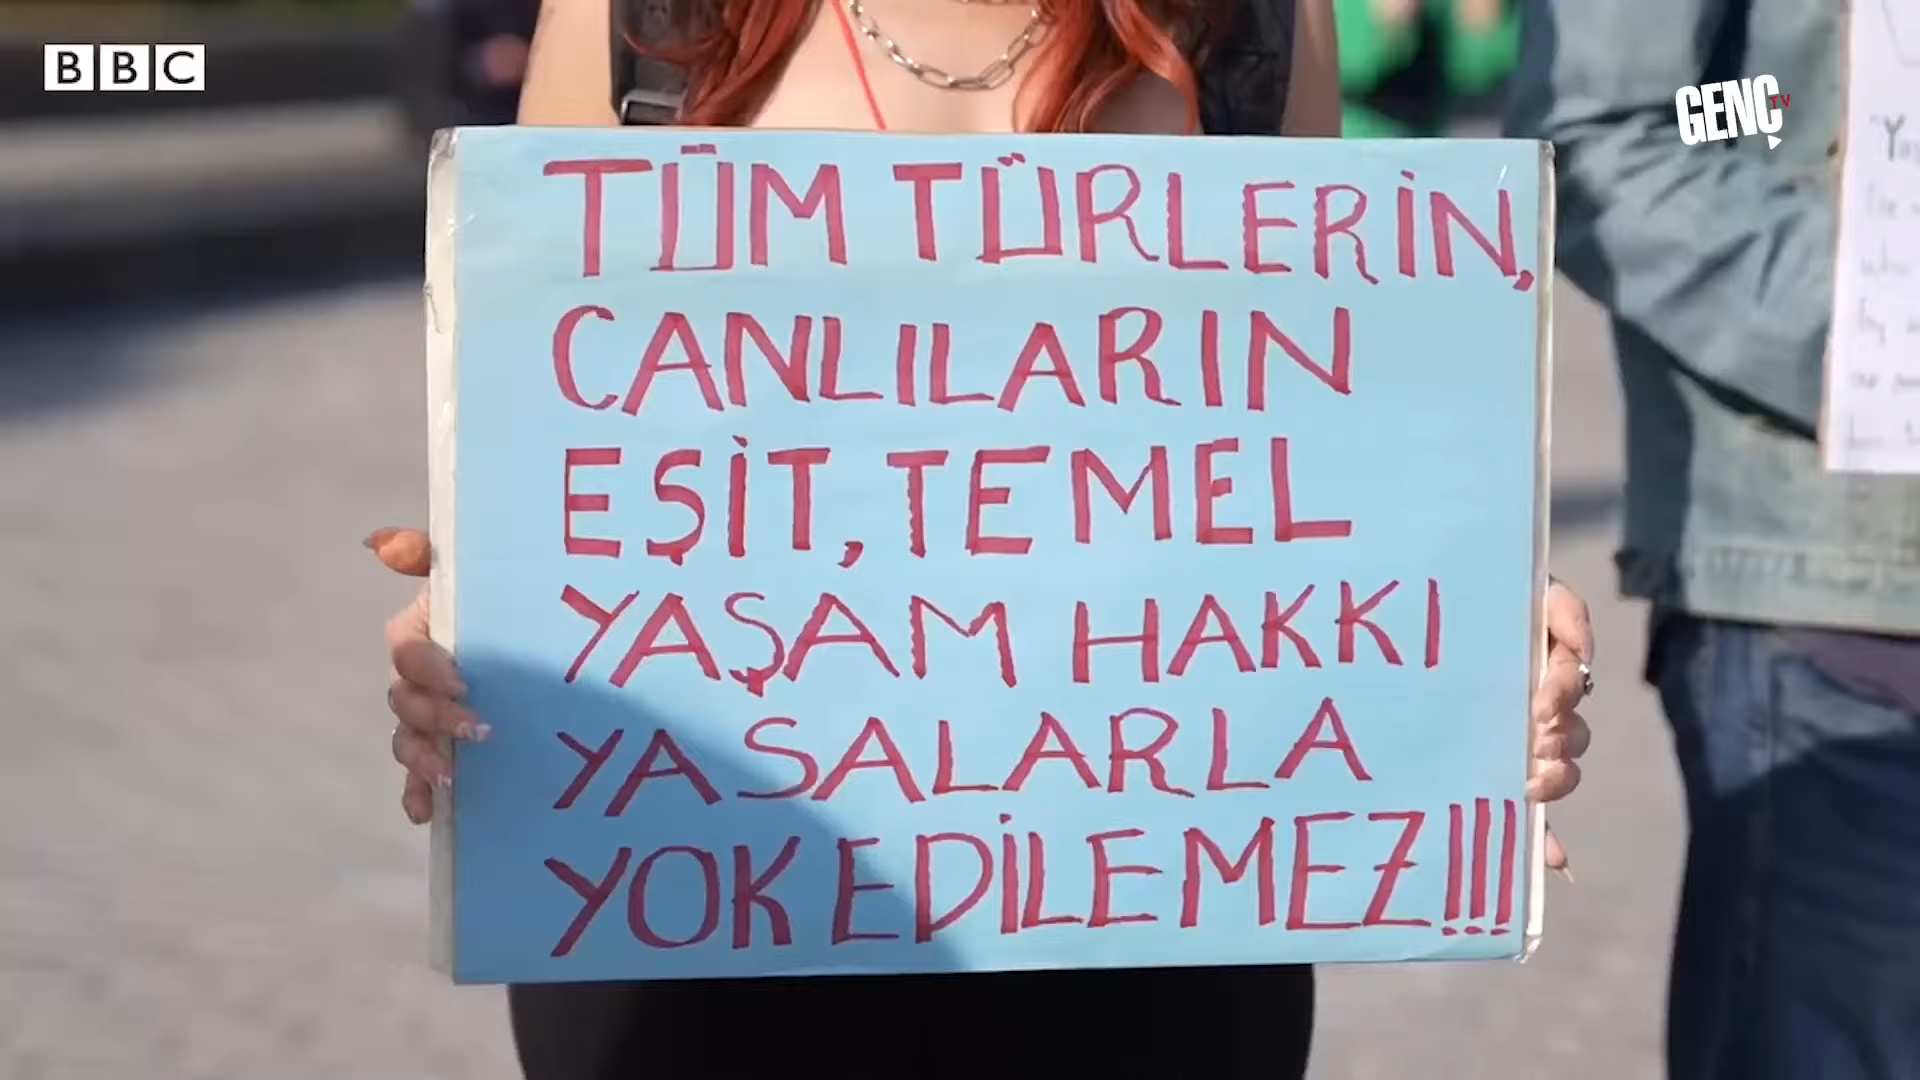 BBC
GENÇ TV
TÜM TÜRLERİN,
CANLILARIN
EŞİT, TEMEL
YAŞAM HAKKI
YASALARLA
YOK EDİLEMEZ!!!